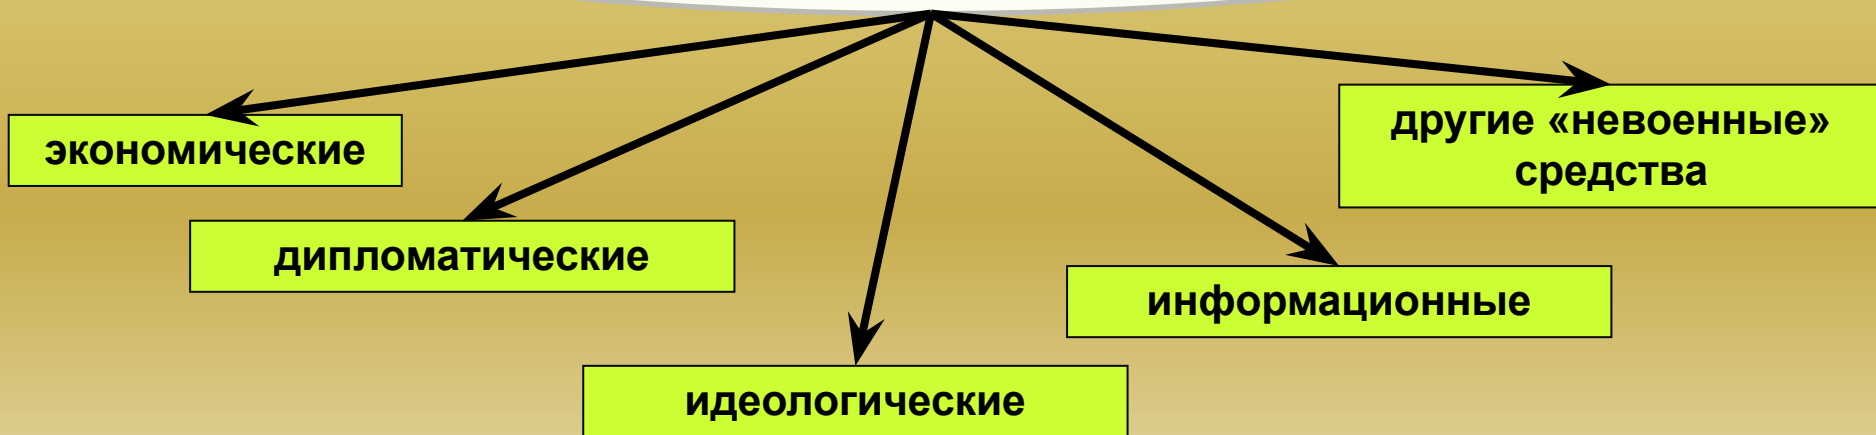 экономические
дипломатические
идеологические
информационные
другие «невоенные»
средства